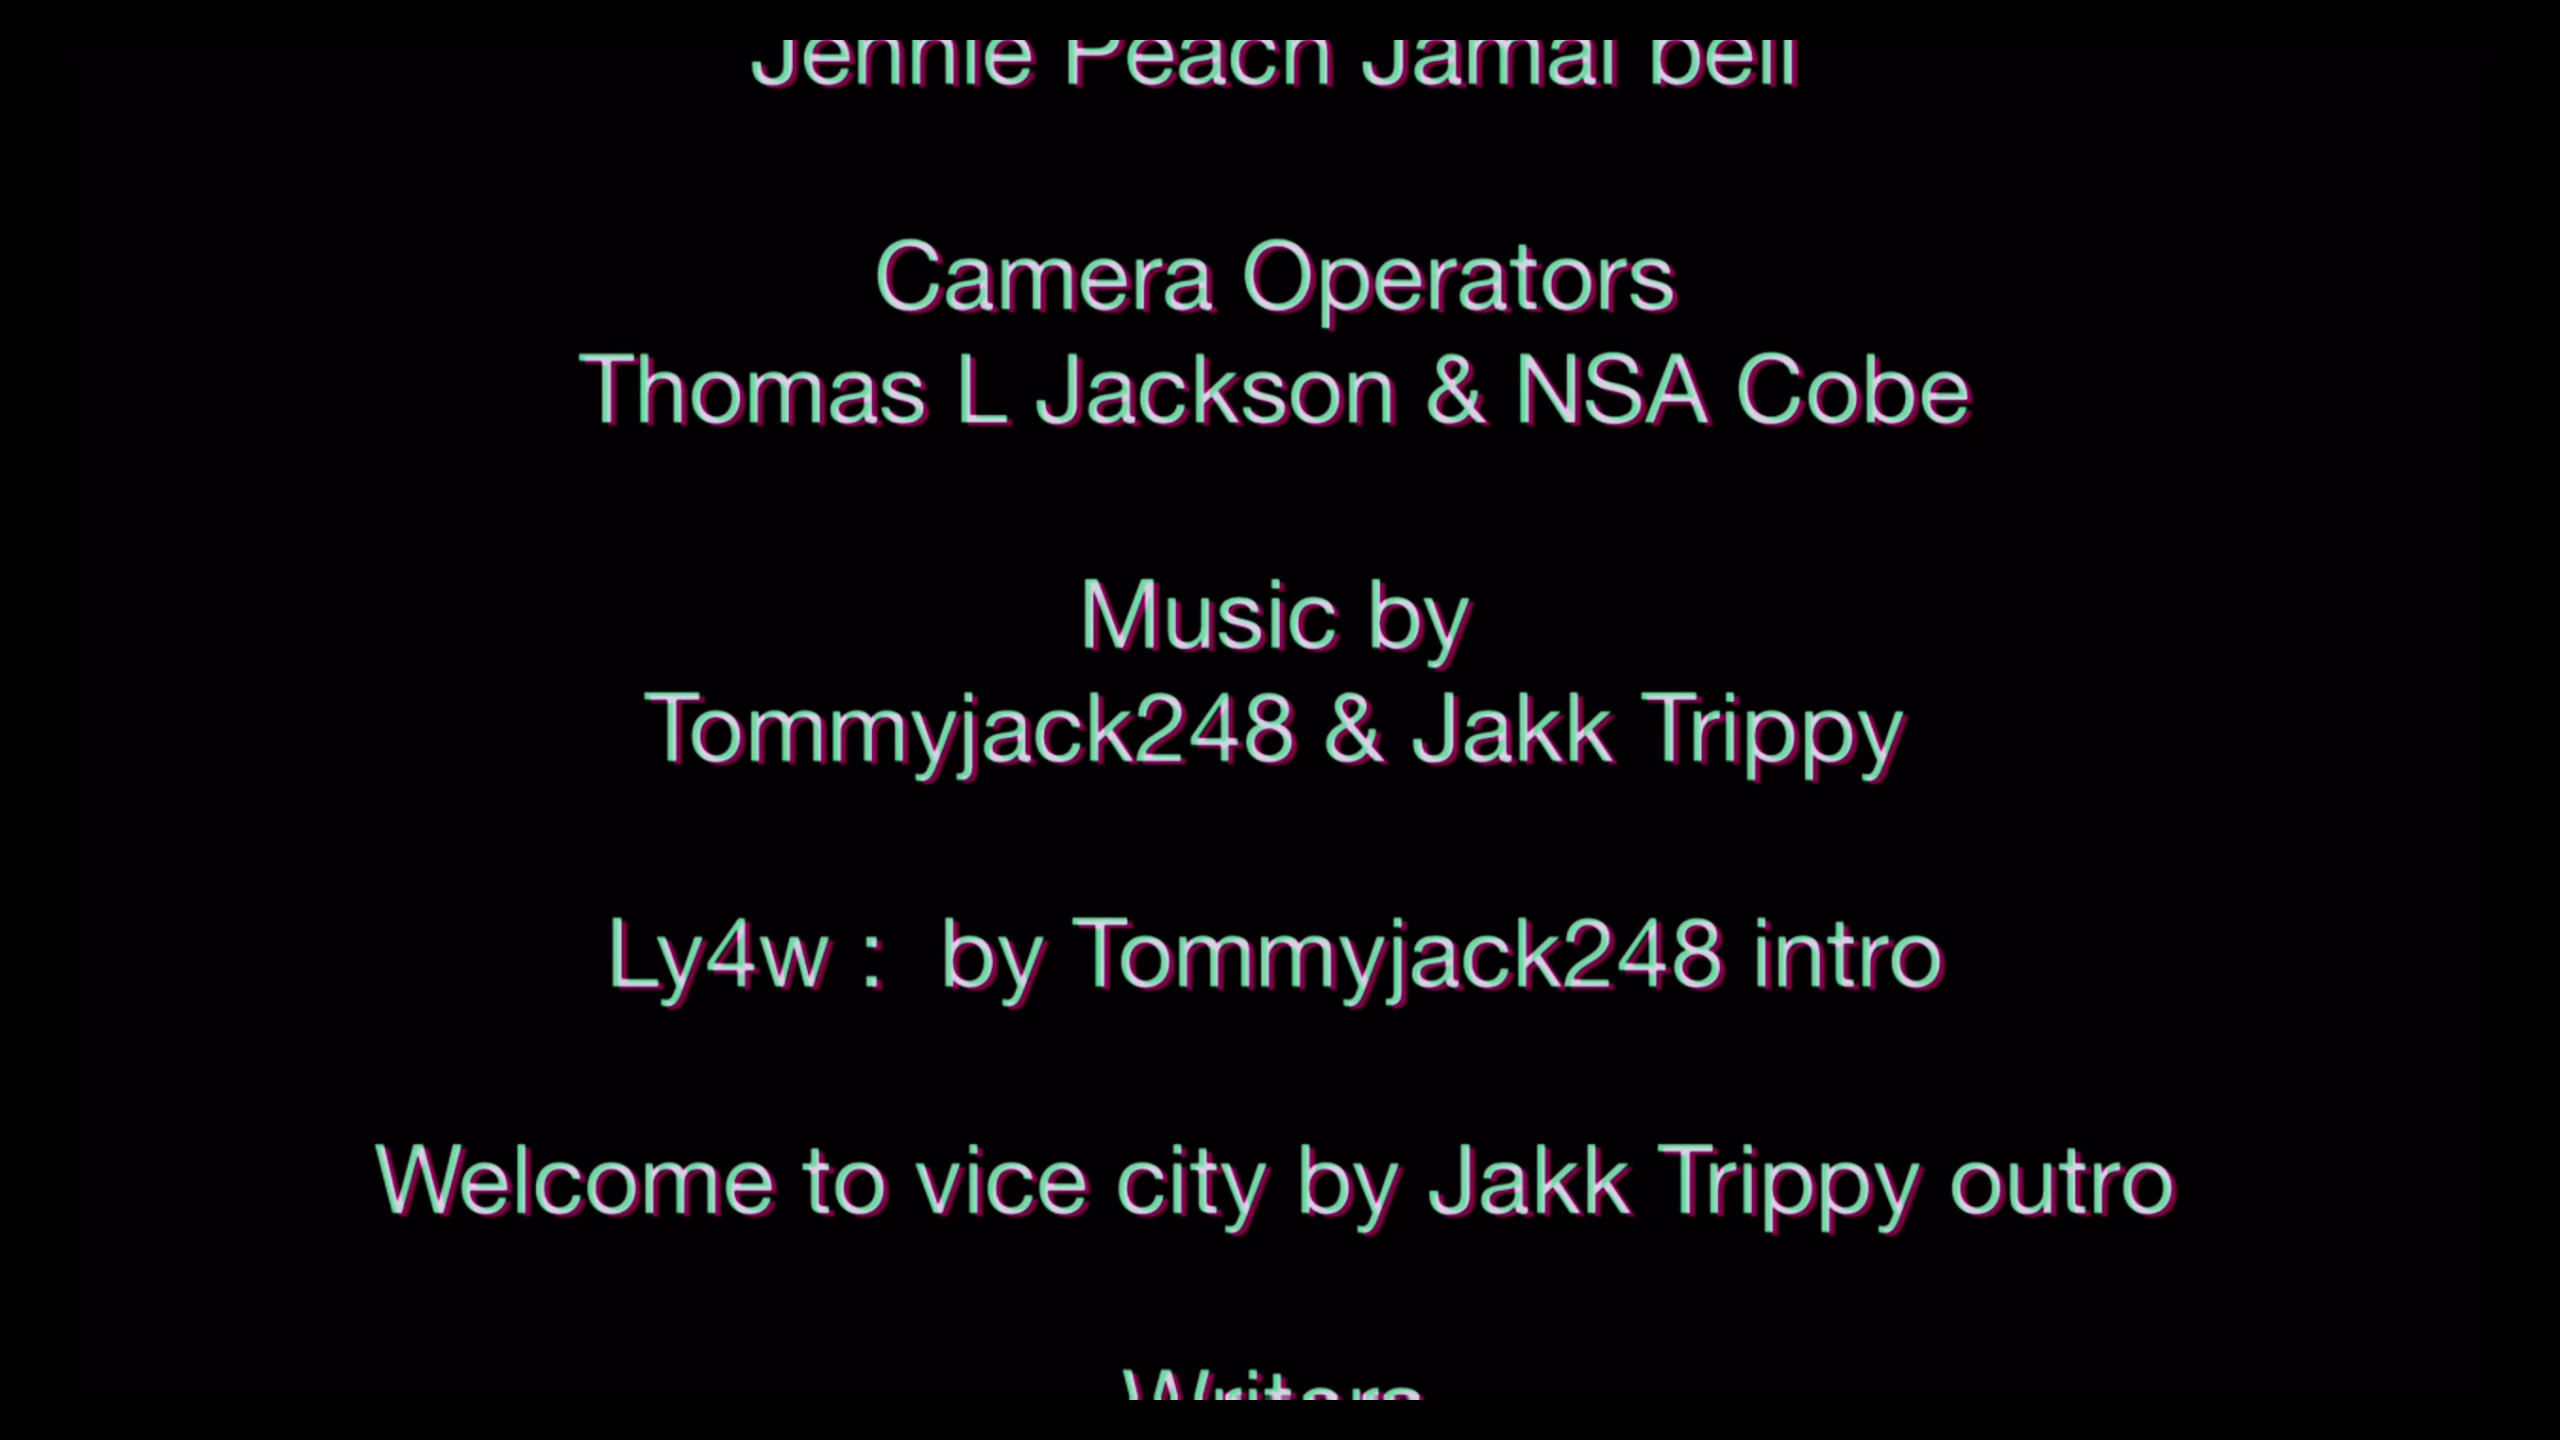 Jennie Peach Jamal bell
Camera Operators
Thomas L Jackson & NSA Cobe
Music by
Tommyjack248 & Jakk Trippy
Ly4w :  by Tommyjack248 intro
Welcome to vice city by Jakk Trippy outro
Writers